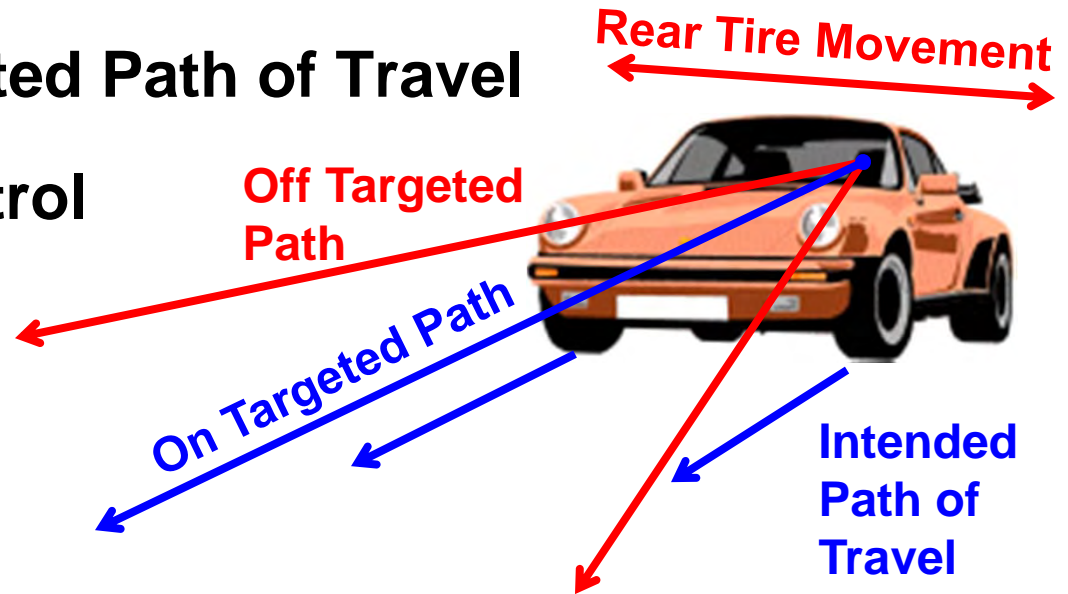 Rear Tire Movement
ted Path of Travel
trol
Off Targeted
Path
On Targeted Path
Intended
Path of
Travel